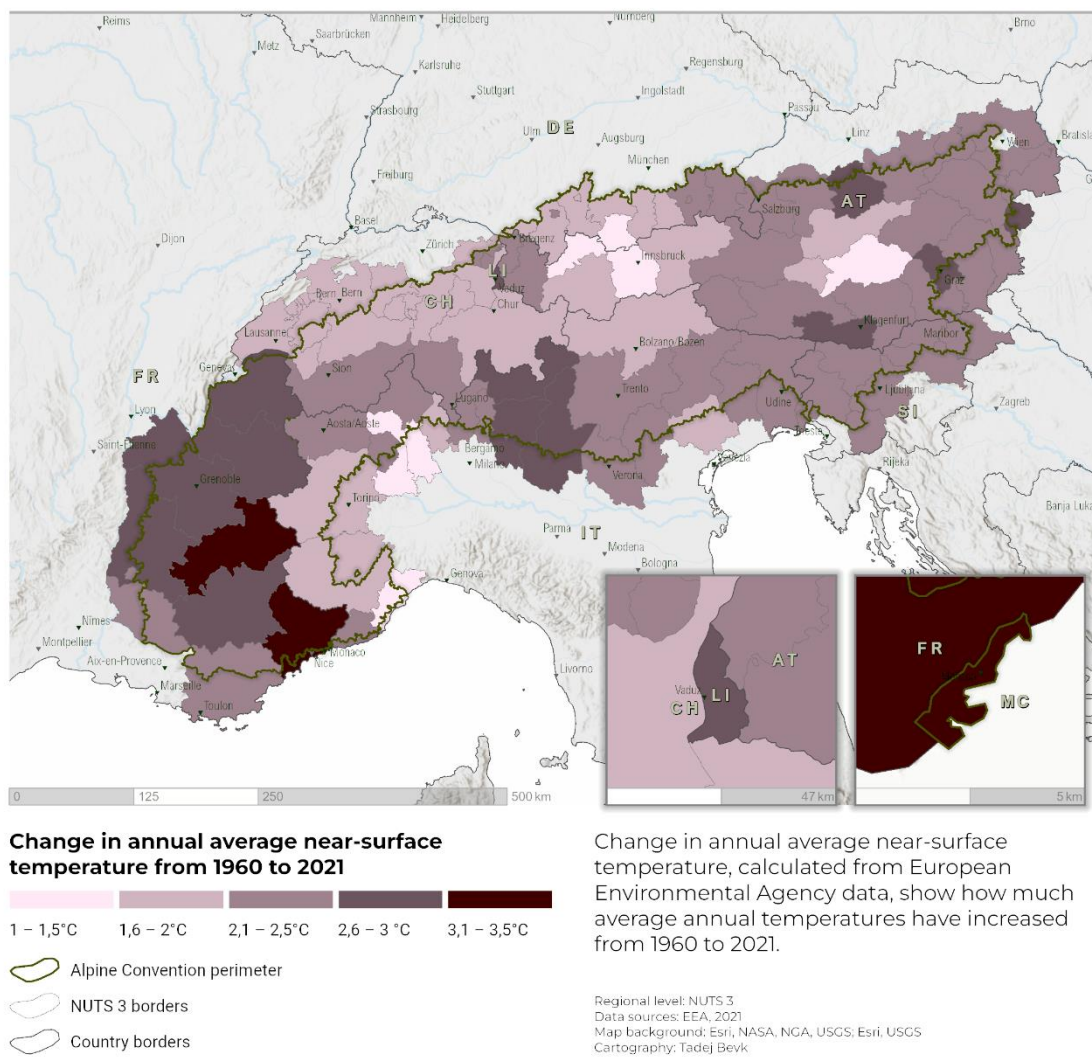 Reims
Mannheim
Heidelberg
Nürnberg
Brno
Saarbrücken
Metz
Karlsruhe
Regensburg
Stuttgart
Ingolstadt
Strasbourg
Passau
DE
Ulm
Augsburg
Linz
Wien
Bratisla
München
Freiburg
AT
Salzburg
Basel
Dijon
Zürich
Bregenz
Innsbruck
LI
Vaduz
Graz
CH
Bern
Bern
Chur
Lausanne
Klagenfurt
Maribor
Bolzano/Bozen
Geneva
Sion
FR
Trento
Ljubljana
Lugano
Udine
SI
Zagreb
Lyon
Aosta/Aoste
Trieste
Saint-Étienne
Bergamo
Milano
Venezia
Rijeka
Verona
Grenoble
Torino
Banja Luka
Parma
IT
Modena
Genova
Bologna
Nîmes
Montpellier
Monaco
Nice
Aix-en-Provence
Livorno
Marseille
Toulon
AT
Vaduz
LI
CH
FR
MC
0 125 250 500 km
47 km
5 km
Change in annual average near-surface
temperature from 1960 to 2021
1 – 1,5°C 1,6 – 2°C 2,1 – 2,5°C 2,6 – 3 °C 3,1 – 3,5°C
Alpine Convention perimeter
NUTS 3 borders
Country borders
Change in annual average near-surface
temperature, calculated from European
Environmental Agency data, show how much
average annual temperatures have increased
from 1960 to 2021.
Regional level: NUTS 3
Data sources: EEA, 2021
Map background: Esri, NASA, NGA, USGS; Esri, USGS
Cartography: Tadej Bevk